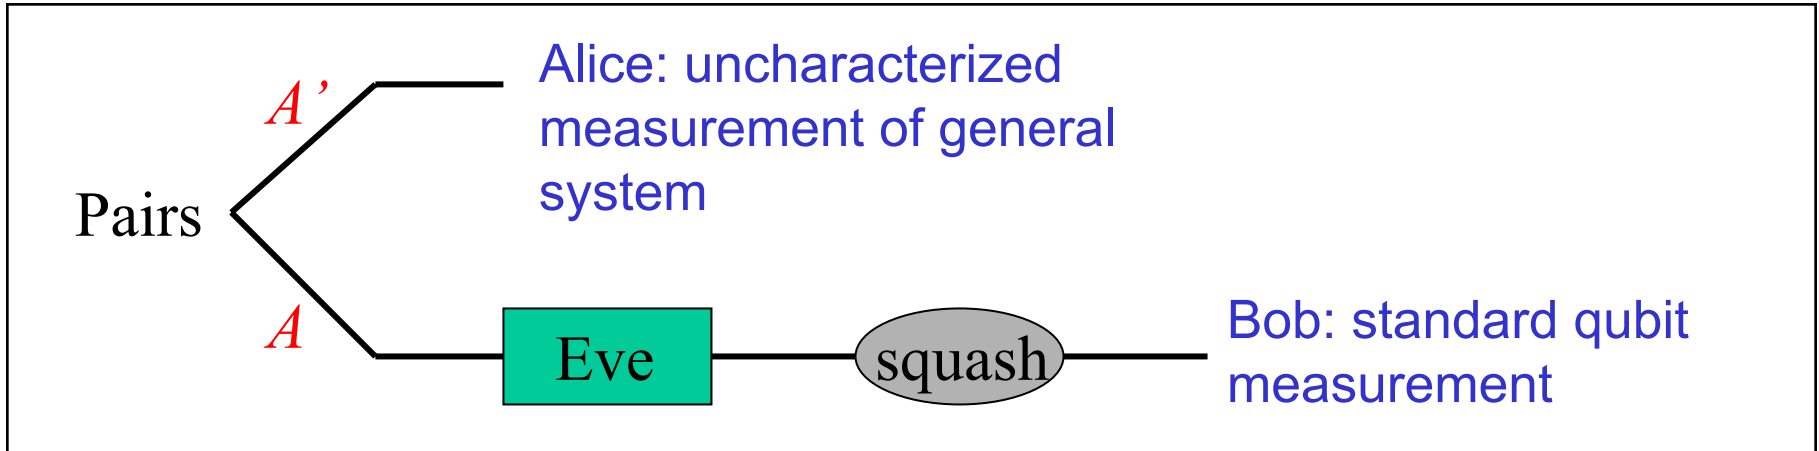 A’
Alice: uncharacterized
measurement of general
system
Pairs
A
Eve
squash
Bob: standard qubit
measurement